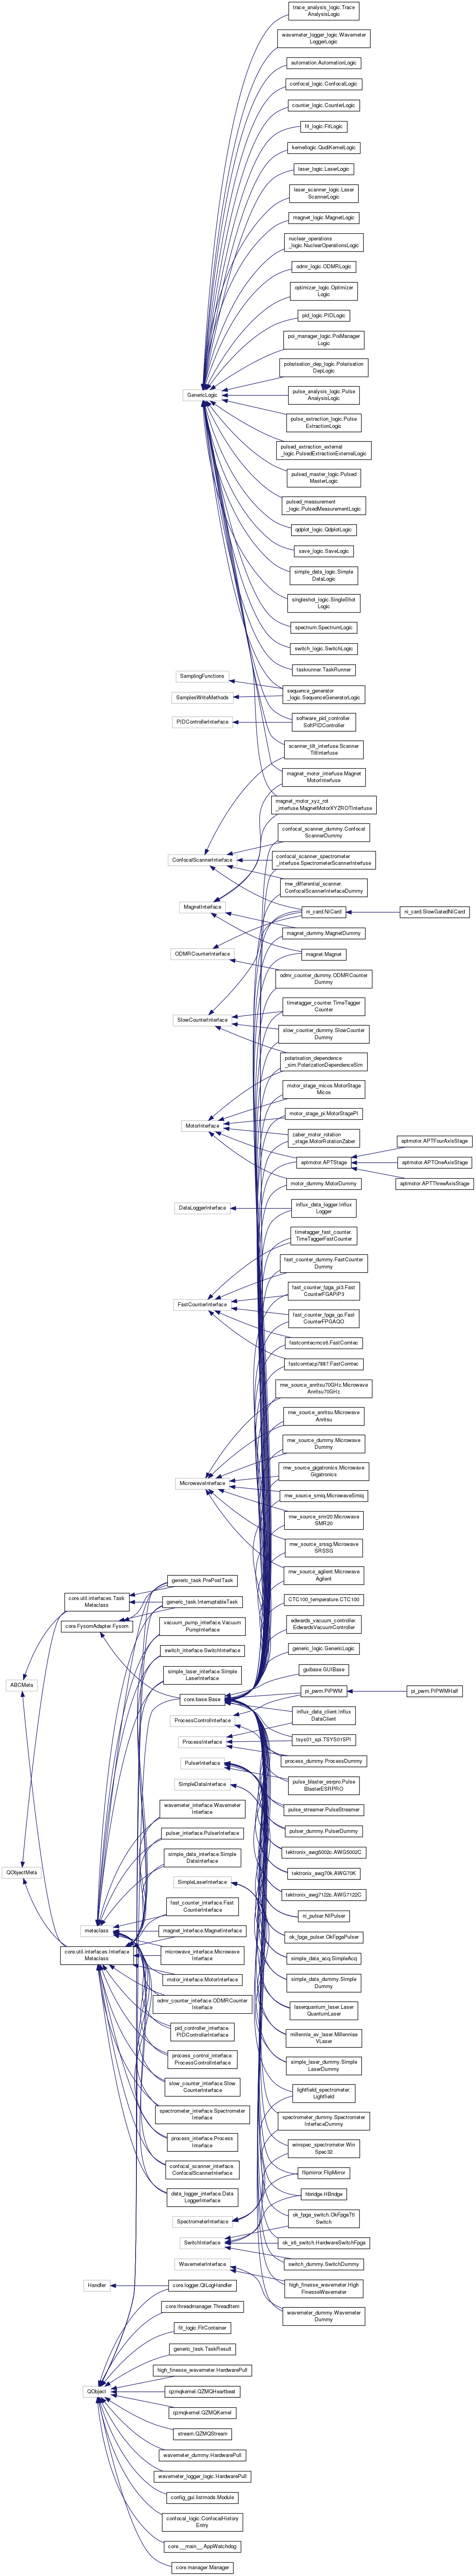 trace_analysis_logic.Trace
AnalysisLogic
wavemeter_logger_logic.Wavemeter
LoggerLogic
automation.AutomationLogic
confocal_logic.ConfocalLogic
counter_logic.CounterLogic
fit_logic.FitLogic
kernellogic.QudiKernelLogic
laser_logic.LaserLogic
laser_scanner_logic.Laser
ScannerLogic
magnet_logic.MagnetLogic
nuclear_operations
_logic.NuclearOperationsLogic
odmr_logic.ODMRLogic
optimizer_logic.Optimizer
Logic
pid_logic.PIDLogic
poi_manager_logic.PoiManager
Logic
polarisation_dep_logic.Polarisation
DepLogic
GenericLogic
pulse_analysis_logic.Pulse
AnalysisLogic
pulse_extraction_logic.Pulse
ExtractionLogic
pulsed_extraction_external
_logic.PulsedExtractionExternalLogic
pulsed_master_logic.Pulsed
MasterLogic
pulsed_measurement
_logic.PulsedMeasurementLogic
qdplot_logic.QdplotLogic
save_logic.SaveLogic
simple_data_logic.Simple
DataLogic
singleshot_logic.SingleShot
Logic
spectrum.SpectrumLogic
switch_logic.SwitchLogic
taskrunner.TaskRunner
SamplingFunctions
SamplesWriteMethods
sequence_generator
_logic.SequenceGeneratorLogic
PIDControllerInterface
software_pid_controller.
SoftPIDController
scanner_tilt_interfuse.Scanner
TiltInterfuse
magnet_motor_interfuse.Magnet
MotorInterfuse
magnet_motor_xyz_rot
_interfuse.MagnetMotorXYZROTInterfuse
confocal_scanner_dummy.Confocal
ScannerDummy
ConfocalScannerInterface
confocal_scanner_spectrometer
_interfuse.SpectrometerScannerInterfuse
me_differential_scanner.
ConfocalScannerInterfaceDummy
MagnetInterface
ni_card.NICard
ni_card.SlowGatedNICard
magnet_dummy.MagnetDummy
ODMRCounterInterface
magnet.Magnet
odmr_counter_dummy.ODMRCounter
Dummy
timetagger_counter.TimeTagger
Counter
SlowCounterInterface
slow_counter_dummy.SlowCounter
Dummy
polarisation_dependence
_sim.PolarizationDependenceSim
motor_stage_micos.MotorStage
Micos
motor_stage_pi.MotorStagePI
MotorInterface
zaber_motor_rotation
_stage.MotorRotationZaber
aptmotor.APTFourAxisStage
aptmotor.APTStage
aptmotor.APTOneAxisStage
motor_dummy.MotorDummy
aptmotor.APTThreeAxisStage
DataLoggerInterface
influx_data_logger.Influx
Logger
timetagger_fast_counter.
TimeTaggerFastCounter
fast_counter_dummy.FastCounter
Dummy
fast_counter_fpga_pi3.Fast
CounterFGAPiP3
FastCounterInterface
fast_counter_fpga_qo.Fast
CounterFPGAQO
fastcomtecmcs6.FastComtec
fastcomtecp7887.FastComtec
mw_source_anritsu70GHz.Microwave
Anritsu70GHz
mw_source_anritsu.Microwave
Anritsu
mw_source_dummy.Microwave
Dummy
mw_source_gigatronics.Microwave
Gigatronics
MicrowaveInterface
mw_source_smiq.MicrowaveSmiq
mw_source_smr20.Microwave
SMR20
mw_source_srssg.Microwave
SRSSG
mw_source_agilent.Microwave
Agilent
generic_task.PrePostTask
core.util.interfaces.Task
Metaclass
generic_task.InterruptableTask
CTC100_temperature.CTC100
core.FysomAdapter.Fysom
vacuum_pump_interface.Vacuum
PumpInterface
edwards_vacuum_controller.
EdwardsVacuumController
switch_interface.SwitchInterface
generic_logic.GenericLogic
simple_laser_interface.Simple
LaserInterface
guibase.GUIBase
ABCMeta
core.base.Base
pi_pwm.PiPWM
pi_pwm.PiPWMHalf
ProcessControlInterface
influx_data_client.Influx
DataClient
ProcessInterface
tsys01_spi.TSYS01SPI
PulserInterface
process_dummy.ProcessDummy
SimpleDataInterface
pulse_blaster_esrpro.Pulse
BlasterESRPRO
wavemeter_interface.Wavemeter
Interface
pulse_streamer.PulseStreamer
pulser_interface.PulserInterface
pulser_dummy.PulserDummy
simple_data_interface.Simple
DataInterface
tektronix_awg5002c.AWG5002C
QObjectMeta
SimpleLaserInterface
tektronix_awg70k.AWG70K
fast_counter_interface.Fast
CounterInterface
tektronix_awg7122c.AWG7122C
metaclass
magnet_interface.MagnetInterface
ni_pulser.NIPulser
core.util.interfaces.Interface
Metaclass
microwave_interface.Microwave
Interface
ok_fpga_pulser.OkFpgaPulser
motor_interface.MotorInterface
simple_data_acq.SimpleAcq
odmr_counter_interface.ODMRCounter
Interface
simple_data_dummy.Simple
Dummy
pid_controller_interface.
PIDControllerInterface
laserquantum_laser.Laser
QuantumLaser
process_control_interface.
ProcessControlInterface
millennia_ev_laser.Millenniae
VLaser
slow_counter_interface.Slow
CounterInterface
simple_laser_dummy.Simple
LaserDummy
spectrometer_interface.Spectrometer
Interface
lightfield_spectrometer.
Lightfield
process_interface.Process
Interface
spectrometer_dummy.Spectrometer
InterfaceDummy
confocal_scanner_interface.
ConfocalScannerInterface
winspec_spectrometer.Win
Spec32
data_logger_interface.Data
LoggerInterface
flipmirror.FlipMirror
hbridge.HBridge
SpectrometerInterface
ok_fpga_switch.OkFpgaTtl
Switch
SwitchInterface
ok_s6_switch.HardwareSwitchFpga
WavemeterInterface
switch_dummy.SwitchDummy
Handler
core.logger.QtLogHandler
high_finesse_wavemeter.High
FinesseWavemeter
core.threadmanager.ThreadItem
wavemeter_dummy.Wavemeter
Dummy
fit_logic.FitContainer
generic_task.TaskResult
high_finesse_wavemeter.HardwarePull
QObject
qzmqkernel.QZMQHeartbeat
qzmqkernel.QZMQKernel
stream.QZMQStream
wavemeter_dummy.HardwarePull
wavemeter_logger_logic.HardwarePull
config_gui.listmods.Module
confocal_logic.ConfocalHistory
Entry
core.__main__.AppWatchdog
core.manager.Manager